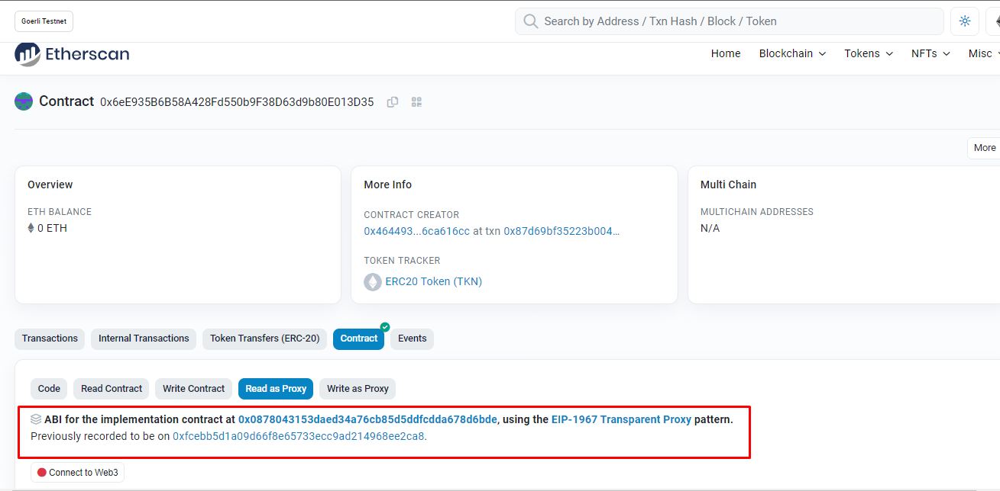 Goerli Testnet
Search by Address / Txn Hash / Block / Token
Etherscan
Home Blockchain Tokens NFTs Misc
Contract 0x6eE935B6B58A428Fd550b9F38D63d9b80E013D35
More
Overview
ETH BALANCE
0 ETH
More Info
CONTRACT CREATOR
0x464493...6ca616cc at txn 0x87d69bf35223b004...
TOKEN TRACKER
ERC20 Token (TKN)
Multi Chain
MULTICHAIN ADDRESSES
N/A
Transactions Internal Transactions Token Transfers (ERC-20) Contract Events
Code Read Contract Write Contract Read as Proxy Write as Proxy
ABI for the implementation contract at 0x0878043153daed34a76cb85d5ddfcdda678d6bde, using the EIP-1967 Transparent Proxy pattern.
Previously recorded to be on 0xfcebb5d1a09d66f8e65733ecc9ad214968ee2ca8.
Connect to Web3